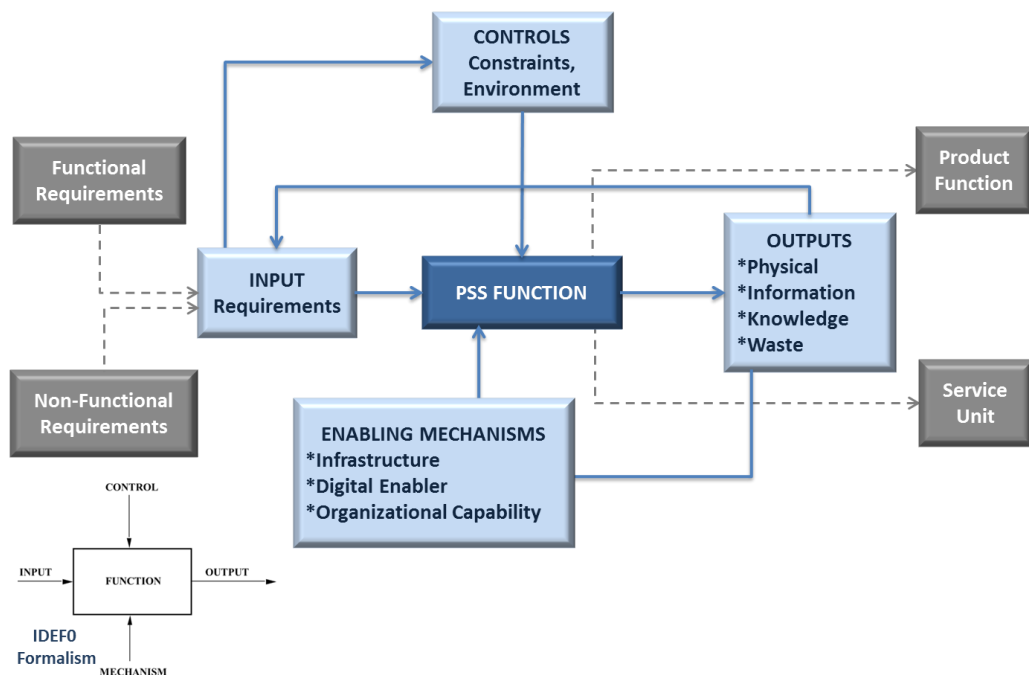 CONTROLS
Constraints,
Environment
Functional
Requirements
Product
Function
INPUT
Requirements
PSS FUNCTION
OUTPUTS
*Physical
*Information
*Knowledge
*Waste
Non-Functional
Requirements
Service
Unit
ENABLING MECHANISMS
*Infrastructure
*Digital Enabler
*Organizational Capability
CONTROL
INPUT
FUNCTION
OUTPUT
IDEF0
Formalism
MECHANISM